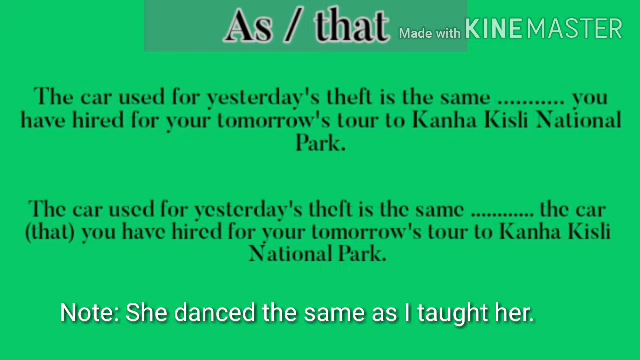 As / that
Made with KINEMASTER
The car used for yesterday's theft is the same ........... you
have hired for your tomorrow's tour to Kanha Kisli National
Park.
The car used for yesterday's theft is the same ............ the car
(that) you have hired for your tomorrow's tour to Kanha Kisli
National Park.
Note: She danced the same as I taught her.